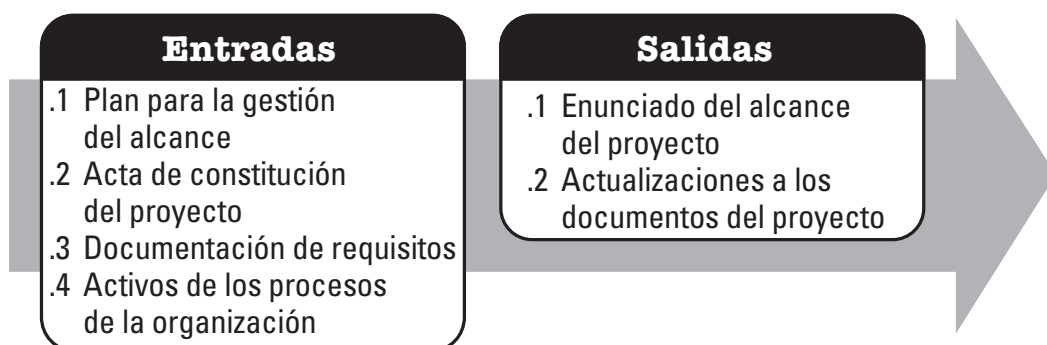 Entradas
.1 Plan para la gestión
del alcance
.2 Acta de constitución
del proyecto
.3 Documentación de requisitos
.4 Activos de los procesos
de la organización
Salidas
.1 Enunciado del alcance
del proyecto
.2 Actualizaciones a los
documentos del proyecto